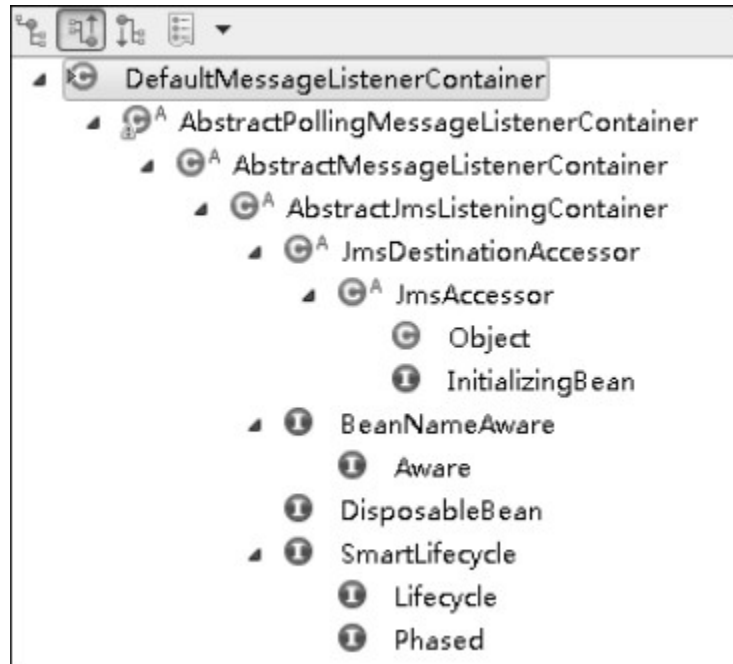 DefaultMessageListenerContainer
A AbstractPollingMessageListenerContainer
C A AbstractMessageListenerContainer
C A AbstractJmsListeningContainer
C A JmsDestinationAccessor
C A JmsAccessor
C Object
I InitializingBean
I BeanNameAware
I Aware
I DisposableBean
I SmartLifecycle
I Lifecycle
I Phased